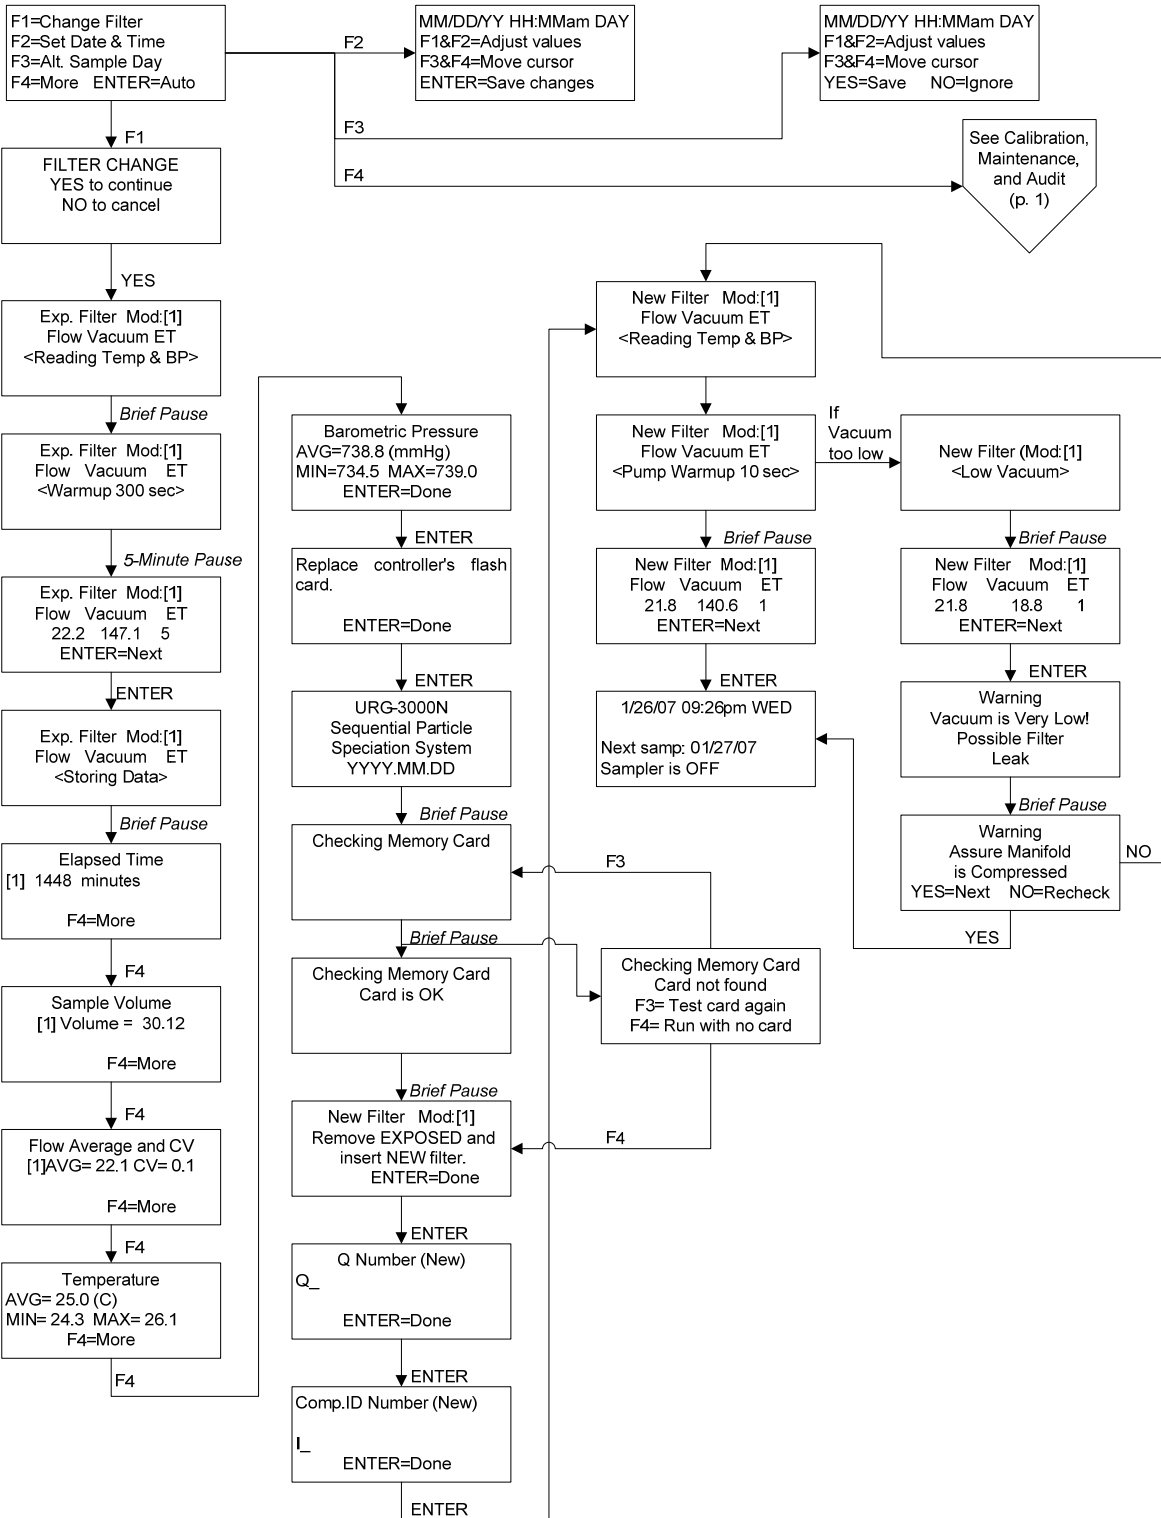 F1=Change Filter
F2=Set Date & Time
F3=Alt. Sample Day
F4=More ENTER=Auto
F2
MM/DD/YY HH:MMam DAY
F1&F2=Adjust values
F3&F4=Move cursor
ENTER=Save changes
MM/DD/YY HH:MMam DAY
F1&F2=Adjust values
F3&F4=Move cursor
YES=Save NO=Ignore
F3
F4
See Calibration,
Maintenance,
and Audit
(p. 1)
F1
FILTER CHANGE
YES to continue
NO to cancel
YES
Exp. Filter Mod:[1]
Flow Vacuum ET
<Reading Temp & BP>
Brief Pause
Exp. Filter Mod:[1]
Flow Vacuum ET
<Warmup 300 sec>
5-Minute Pause
Exp. Filter Mod:[1]
Flow Vacuum ET
22.2 147.1 5
ENTER=Next
ENTER
Exp. Filter Mod:[1]
Flow Vacuum ET
<Storing Data>
Brief Pause
Elapsed Time
[1] 1448 minutes
F4=More
F4
Sample Volume
[1] Volume = 30.12
F4=More
F4
Flow Average and CV
[1]AVG= 22.1 CV= 0.1
F4=More
F4
Temperature
AVG= 25.0 (C)
MIN= 24.3 MAX= 26.1
F4=More
F4
Barometric Pressure
AVG=738.8 (mmHg)
MIN=734.5 MAX=739.0
ENTER=Done
ENTER
Replace controller's flash
card.
ENTER=Done
ENTER
URG-3000N
Sequential Particle
Speciation System
YYYY.MM.DD
Brief Pause
Checking Memory Card
F3
Brief Pause
Checking Memory Card
Card is OK
Checking Memory Card
Card not found
F3= Test card again
F4= Run with no card
Brief Pause
F4
New Filter Mod:[1]
Remove EXPOSED and
insert NEW filter.
ENTER=Done
ENTER
Q Number (New)
Q_
ENTER=Done
ENTER
Comp.ID Number (New)
I_
ENTER=Done
ENTER
New Filter Mod:[1]
Flow Vacuum ET
<Reading Temp & BP>
New Filter Mod:[1]
Flow Vacuum ET
<Pump Warmup 10 sec>
If
Vacuum
too low
Brief Pause
New Filter Mod:[1]
Flow Vacuum ET
21.8 140.6 1
ENTER=Next
ENTER
1/26/07 09:26pm WED
Next samp: 01/27/07
Sampler is OFF
New Filter (Mod:[1]
<Low Vacuum>
Brief Pause
New Filter Mod:[1]
Flow Vacuum ET
21.8 18.8 1
ENTER=Next
ENTER
Warning
Vacuum is Very Low!
Possible Filter
Leak
Brief Pause
Warning
Assure Manifold
is Compressed
YES=Next NO=Recheck
NO
YES